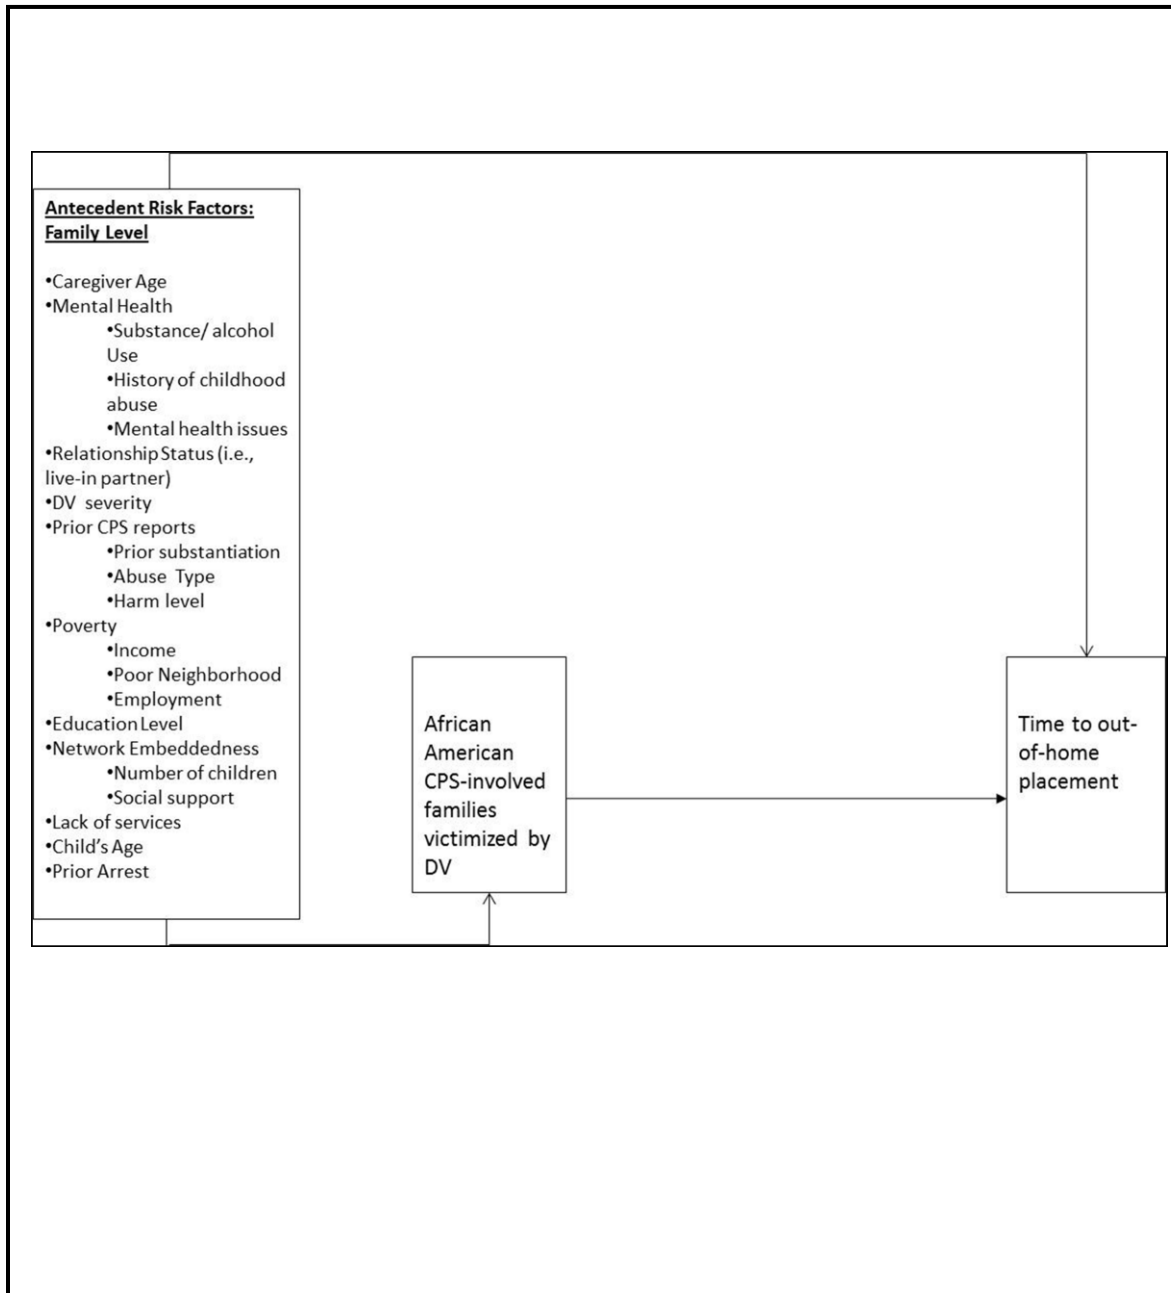 Antecedent Risk Factors:
Family Level
•Caregiver Age
•Mental Health
•Substance/ alcohol
Use
•History of childhood
abuse
•Mental health issues
•Relationship Status (i.e.,
live-in partner)
•DV severity
•Prior CPS reports
•Prior substantiation
•Abuse Type
•Harm level
•Poverty
•Income
•Poor Neighborhood
•Employment
•Education Level
•Network Embeddedness
•Number of children
•Social support
•Lack of services
•Child's Age
•Prior Arrest
African
American
CPS-involved
families
victimized by
DV
Time to out-
of-home
placement